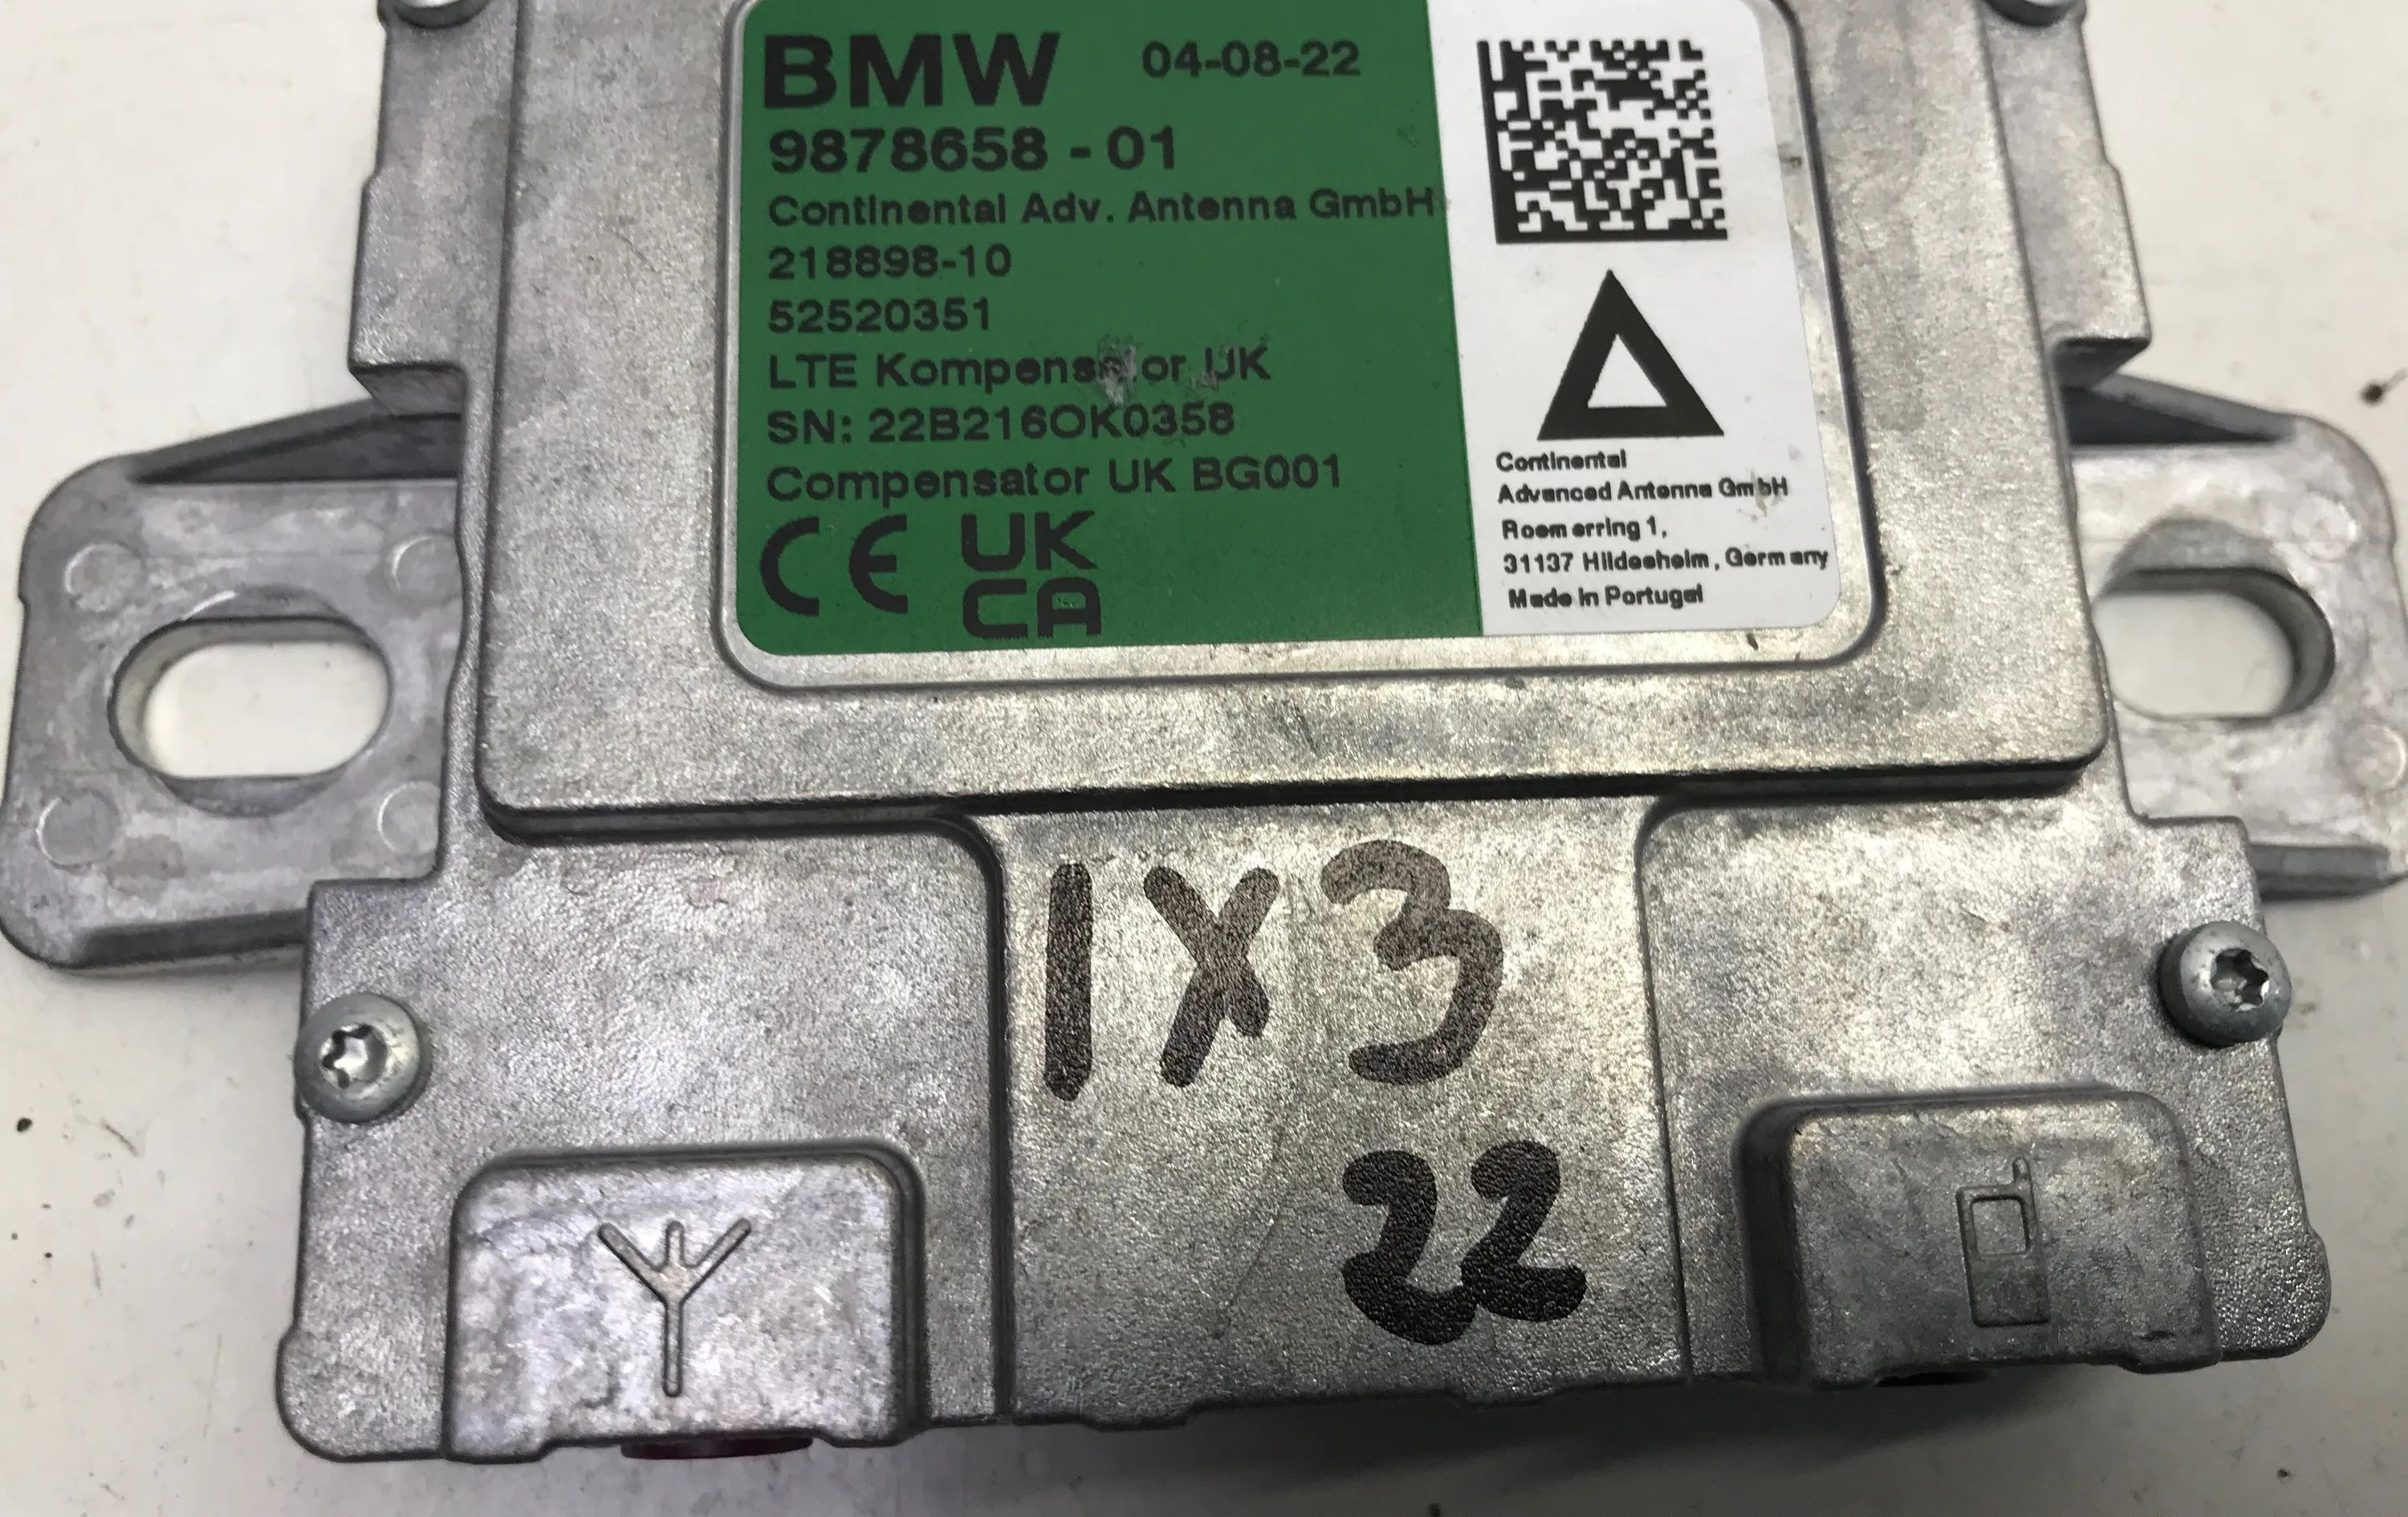 BMW 04-08-22
9878658 - 01
Continental Adv. Antenna GmbH
218898-10
52520351
LTE Kompensator UK
SN: 22B216OK0358
Compensator UK BG001
CE UK
CA
Continental
Advanced Antenna GmbH
Roemerring 1,
31137 Hildesheim, Germany
Made in Portugal
IX3
22